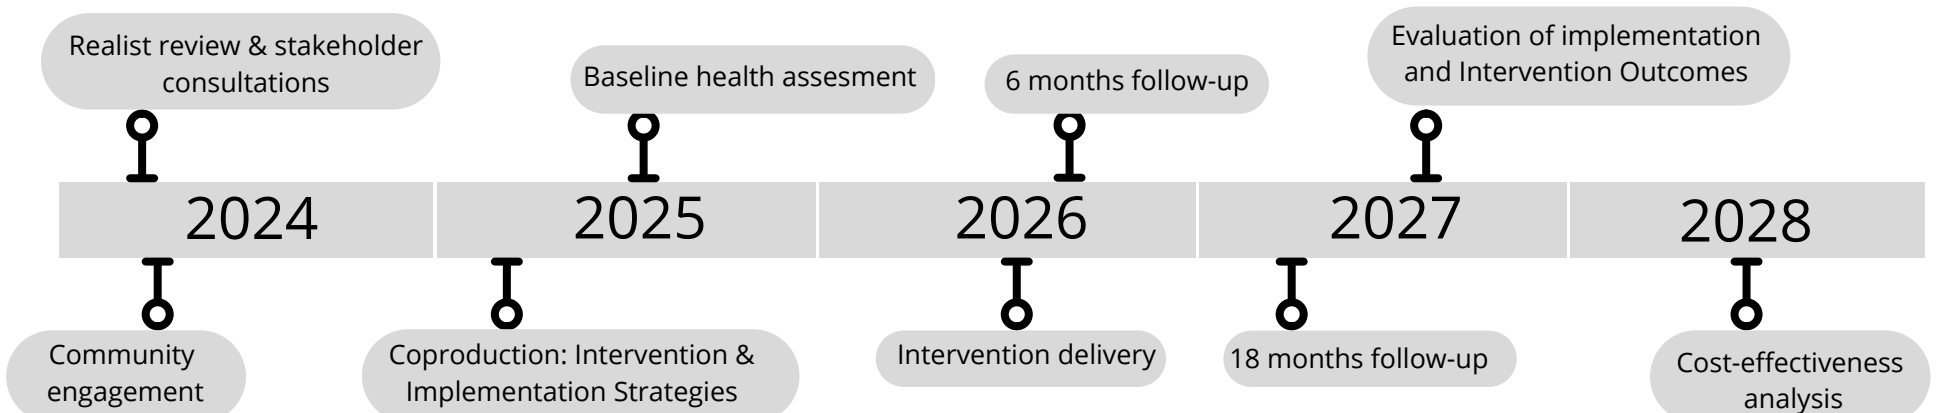 Realist review & stakeholder
consultations
Baseline health assesment
6 months follow-up
Evaluation of implementation
and Intervention Outcomes
2024
2025
2026
2027
2028
Community
engagement
Coproduction: Intervention &
Implementation Strategies
Intervention delivery
18 months follow-up
Cost-effectiveness
analysis